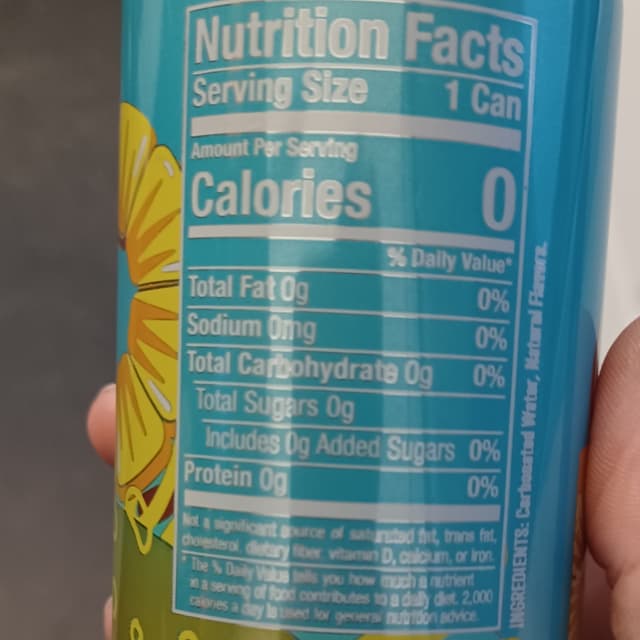 Nutrition Facts
Serving Size 1 Can
Amount Per Serving
Calories 0
% Daily Value*
Total Fat 0g 0%
Sodium 0mg 0%
Total Carbohydrate 0g 0%
Total Sugars 0g
Includes 0g Added Sugars 0%
Protein 0g 0%
Not a significant source of saturated fat, trans fat,
cholesterol, dietary fiber, vitamin D, calcium, or iron.
* The % Daily Value tells you how much a nutrient
in a serving of food contributes to a daily diet. 2,000
calories a day is used for general nutrition advice.
INGREDIENTS: Carbonated Water, Natural Flavors.